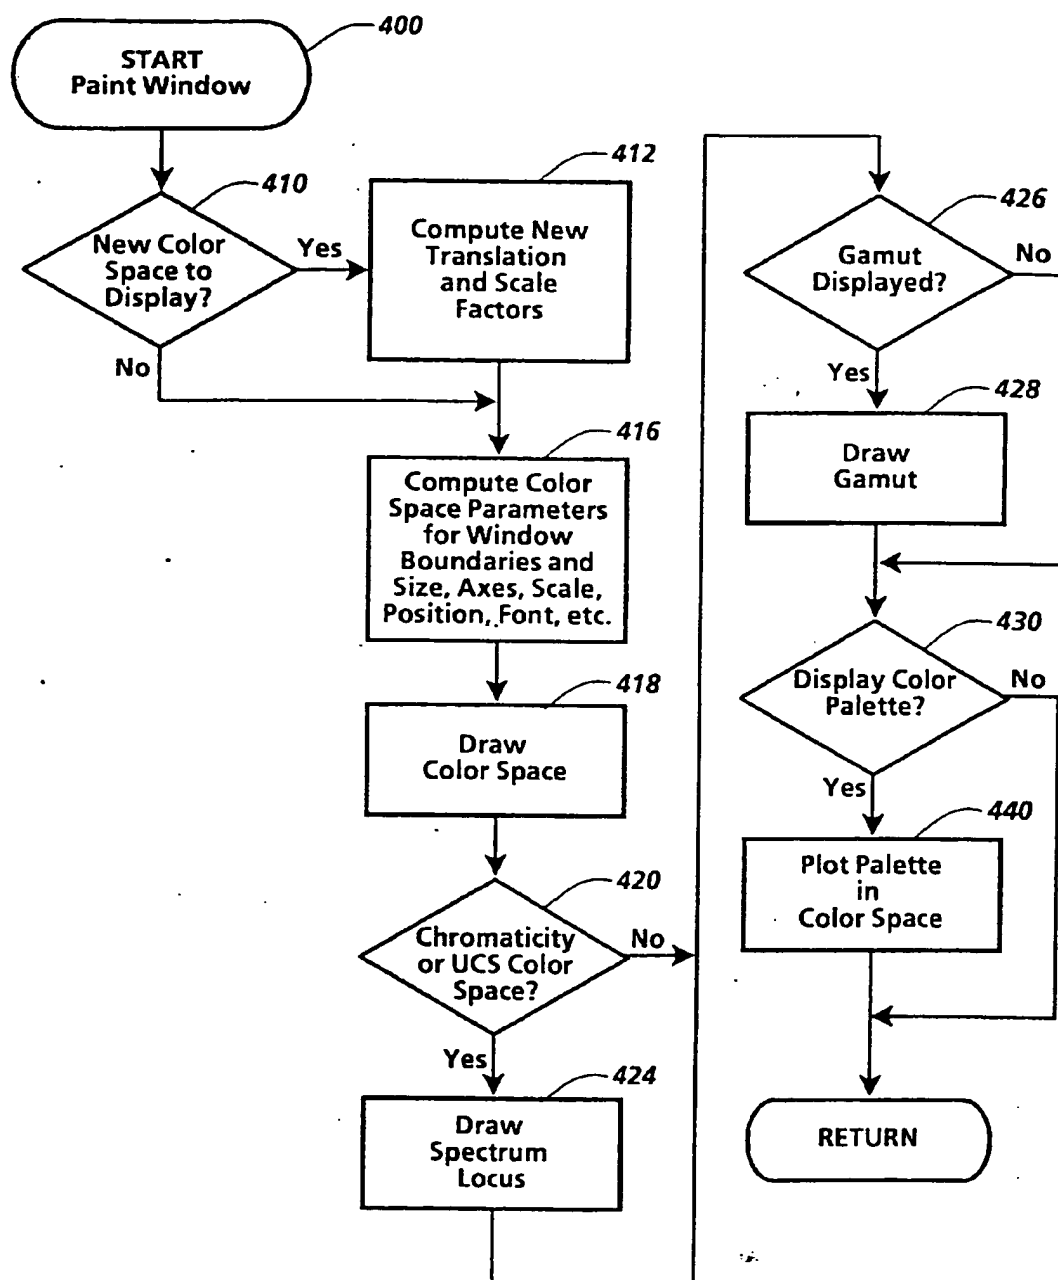 400
START
Paint Window
410
New Color
Space to
Display?
Yes
No
412
Compute New
Translation
and Scale
Factors
416
Compute Color
Space Parameters
for Window
Boundaries and
Size, Axes, Scale,
Position, Font, etc.
418
Draw
Color Space
420
Chromaticity
or UCS Color
Space?
No
Yes
424
Draw
Spectrum
Locus
426
Gamut
Displayed?
No
Yes
428
Draw
Gamut
430
Display Color
Palette?
No
Yes
440
Plot Palette
in
Color Space
RETURN